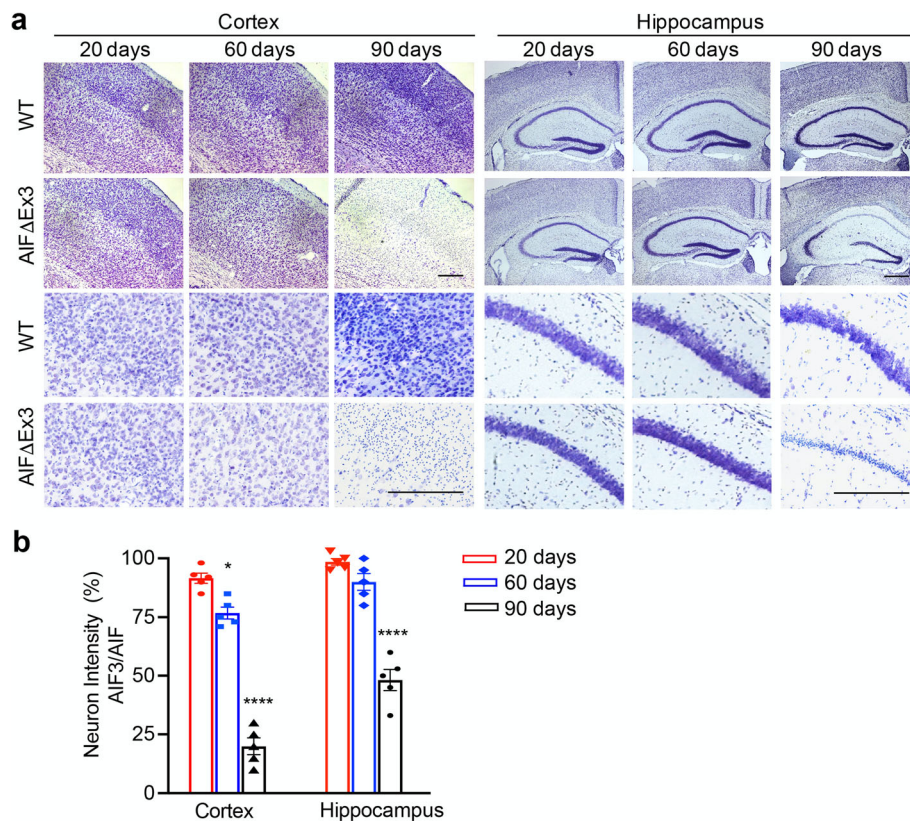 a
Cortex Hippocampus
20 days 60 days 90 days 20 days 60 days 90 days
WT
AIFΔEx3
WT
AIFΔEx3
b
Neuron Intensity (%)
AIF3/AIF
100
75
50
25
0
*
****
****
Cortex Hippocampus
20 days
60 days
90 days